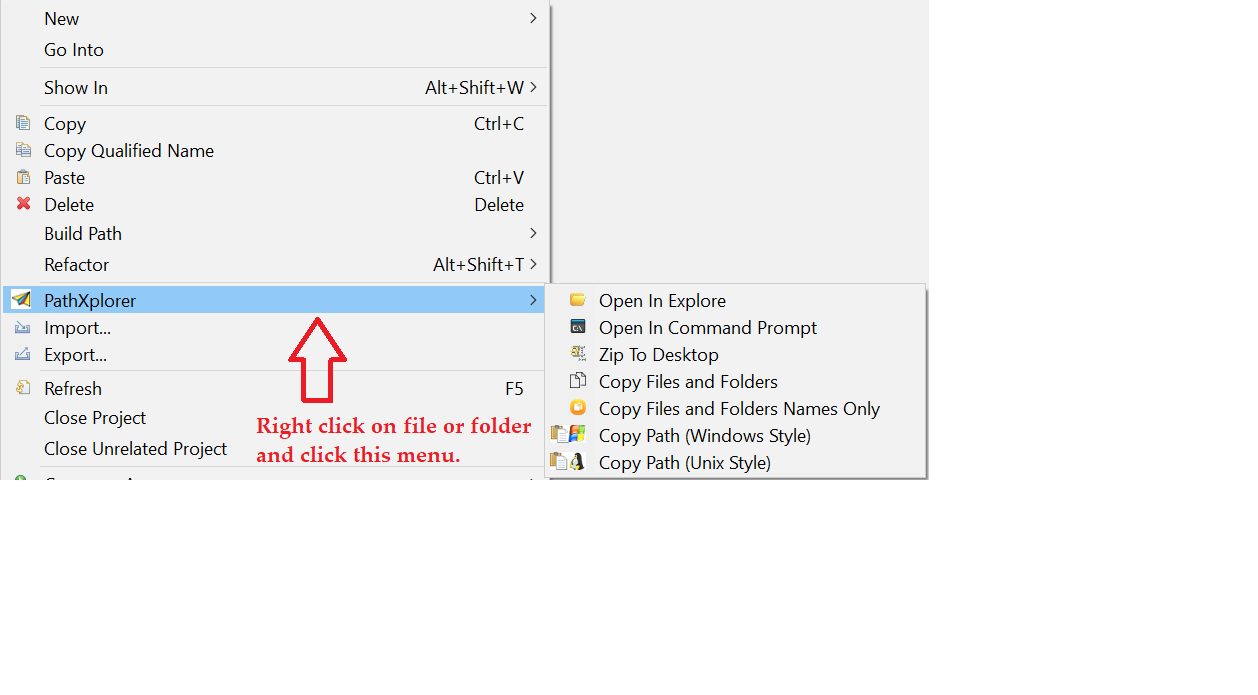 New
Go Into
Show In Alt+Shift+W
Copy Ctrl+C
Copy Qualified Name
Paste Ctrl+V
Delete Delete
Build Path
Refactor Alt+Shift+T
PathXplorer
Import...
Export...
Refresh F5
Close Project
Close Unrelated Project
Right click on file or folder
and click this menu.
Open In Explore
Open In Command Prompt
Zip To Desktop
Copy Files and Folders
Copy Files and Folders Names Only
Copy Path (Windows Style)
Copy Path (Unix Style)